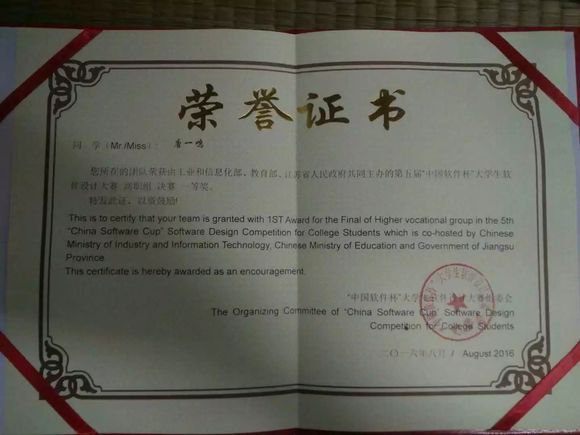 荣誉证书
同 学 (Mr./Miss): 唐一鸣
您所在的团队荣获由工业和信息化部、教育部、江苏省人民政府共同主办的第五届"中国软件杯"大学生软
件设计大赛 高职组 决赛 一等奖。
特发此证，以资鼓励！
This is to certify that your team is granted with 1ST Award for the Final of Higher vocational group in the 5th
"China Software Cup" Software Design Competition for College Students which is co-hosted by Chinese
Ministry of Industry and Information Technology, Chinese Ministry of Education and Government of Jiangsu
Province.
This certificate is hereby awarded as an encouragement.
"中国软件杯"大学生软件设计大赛组委会
The Organizing Committee of "China Software Cup" Software Design
Competition for College Students
二〇一六年八月 / August 2016